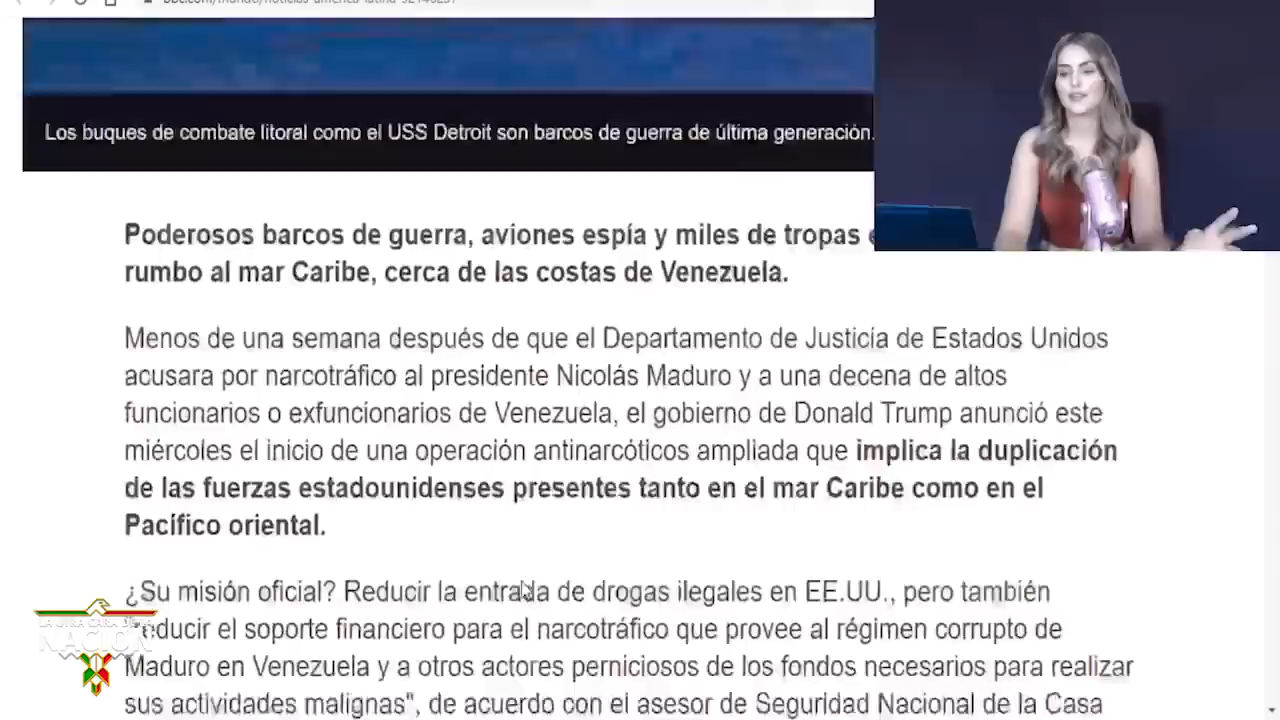 Los buques de combate litoral como el USS Detroit son barcos de guerra de última generación.
Poderosos barcos de guerra, aviones espía y miles de tropas
rumbo al mar Caribe, cerca de las costas de Venezuela.
Menos de una semana después de que el Departamento de Justicia de Estados Unidos
acusara por narcotráfico al presidente Nicolás Maduro y a una decena de altos
funcionarios o exfuncionarios de Venezuela, el gobierno de Donald Trump anunció este
miércoles el inicio de una operación antinarcóticos ampliada que implica la duplicación
de las fuerzas estadounidenses presentes tanto en el mar Caribe como en el
Pacífico oriental.
¿Su misión oficial? Reducir la entrada de drogas ilegales en EE.UU., pero también
"reducir el soporte financiero para el narcotráfico que provee al régimen corrupto de
Maduro en Venezuela y a otros actores perniciosos de los fondos necesarios para realizar
sus actividades malignas", de acuerdo con el asesor de Seguridad Nacional de la Casa
NACIÓN